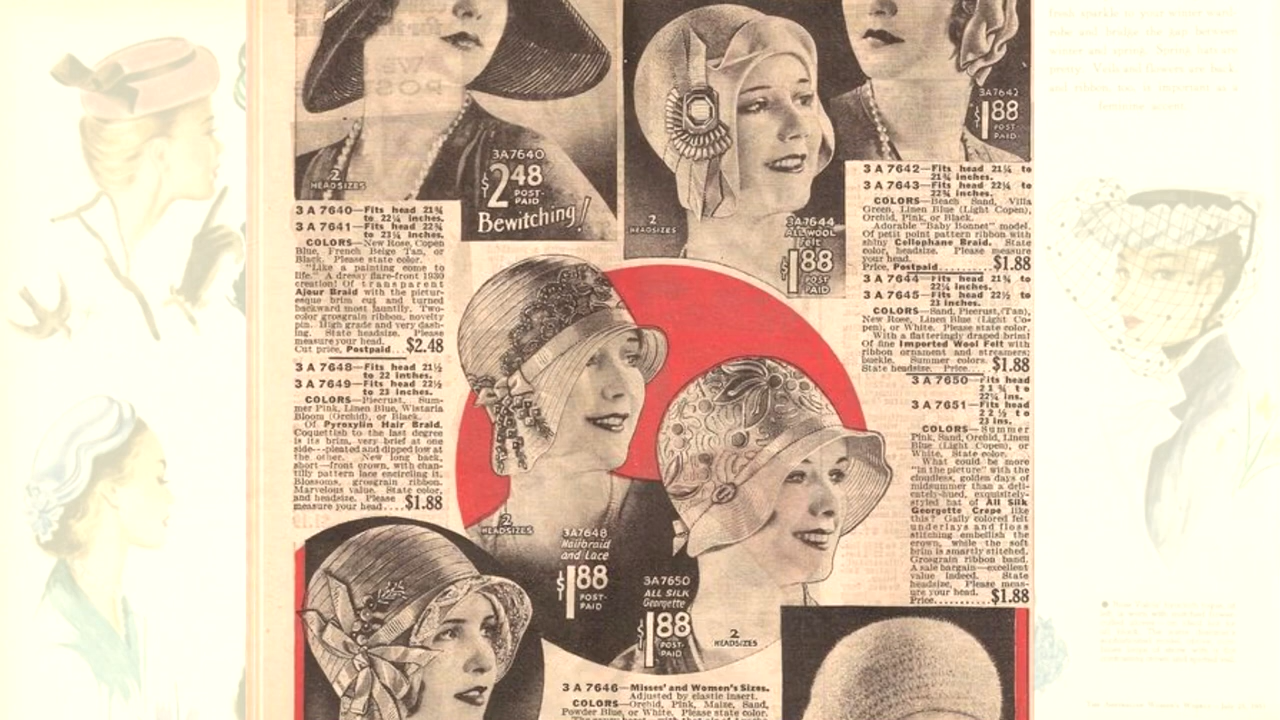 3A7640
$2.48
POST-
PAID
Bewitching!
2
HEADSIZES
3 A 7640—Fits head 21¾
to 22¼ inches.
3 A 7641—Fits head 22¾
to 23¼ inches.
COLORS—New Rose, Copen
Blue, French Beige Tan, or
Black. Please state color.
"Like a painting come to
life." A dressy flare-front 1930
creation! Of transparent
Ajour Braid with the pictur-
esque brim cut and turned
backward most jauntily. Two-
color grosgrain ribbon, novelty
pin. High grade and very dash-
ing. State headsize. Please
measure your head.
Cut price, Postpaid...$2.48
3 A 7648—Fits head 21½
to 22 inches.
3 A 7649—Fits head 22½
to 23 inches.
COLORS—Piecrust, Sum-
mer Pink, Linen Blue, Wistaria
Bloom (Orchid), or Black.
Of Pyroxylin Hair Braid.
Coquettish to the last degree
is its brim, very brief at one
side--pleated and dipped low at
the other. New long back,
short-front crown, with chan-
tilly pattern lace encircling it.
Blossoms, grosgrain ribbon.
Marvelous value. State color,
and headsize. Please
measure your head....$1.88
2
HEADSIZES
3A7644
ALL WOOL
Felt
$1.88
POST-
PAID
3A7642
$1.88
POST-
PAID
3 A 7642—Fits head 21¼ to
21¾ inches.
3 A 7643—Fits head 22¼ to
22¾ inches.
COLORS—Beach Sand, Villa
Green, Linen Blue (Light Copen),
Orchid, Pink, or Black.
Adorable "Baby Bonnet" model.
Of petit point pattern ribbon with
shiny Cellophane Braid. State
color, headsize. Please measure
your head.
Price, Postpaid..........$1.88
3 A 7644—Fits head 21¾ to
22¼ inches.
3 A 7645—Fits head 22½ to
23 inches.
COLORS—Sand, Piecrust, (Tan),
New Rose, Linen Blue (Light Co-
pen), or White. Please state color.
With a flatteringly draped brim!
Of fine Imported Wool Felt with
ribbon ornament and streamers;
buckle. Summer colors.
State headsize. Price.....$1.88
3 A 7650—Fits head
21¾ to
22¼ ins.
3 A 7651—Fits head
22½ to
23 ins.
COLORS—Summer
Pink, Sand, Orchid, Linen
Blue (Light Copen), or
White. State color.
What could be more
"in the picture" with the
cloudless, golden days of
midsummer than a deli-
cately-hued, exquisitely-
styled hat of All Silk
Georgette Crepe like
this? Gaily colored felt
underlays and floss
stitching embellish the
crown, while the soft
brim is smartly stitched.
Grosgrain ribbon band.
A sale bargain—excellent
value indeed. State
headsize. Please meas-
ure your head.
Price............$1.88
2
HEADSIZES
3A7648
Hairbraid
and Lace
$1.88
POST-
PAID
3A7650
ALL SILK
Georgette
$1.88
POST-
PAID
2
HEADSIZES
3 A 7646—Misses' and Women's Sizes.
Adjusted by elastic insert.
COLORS—Orchid, Pink, Maize, Sand,
Powder Blue, or White. Please state color.